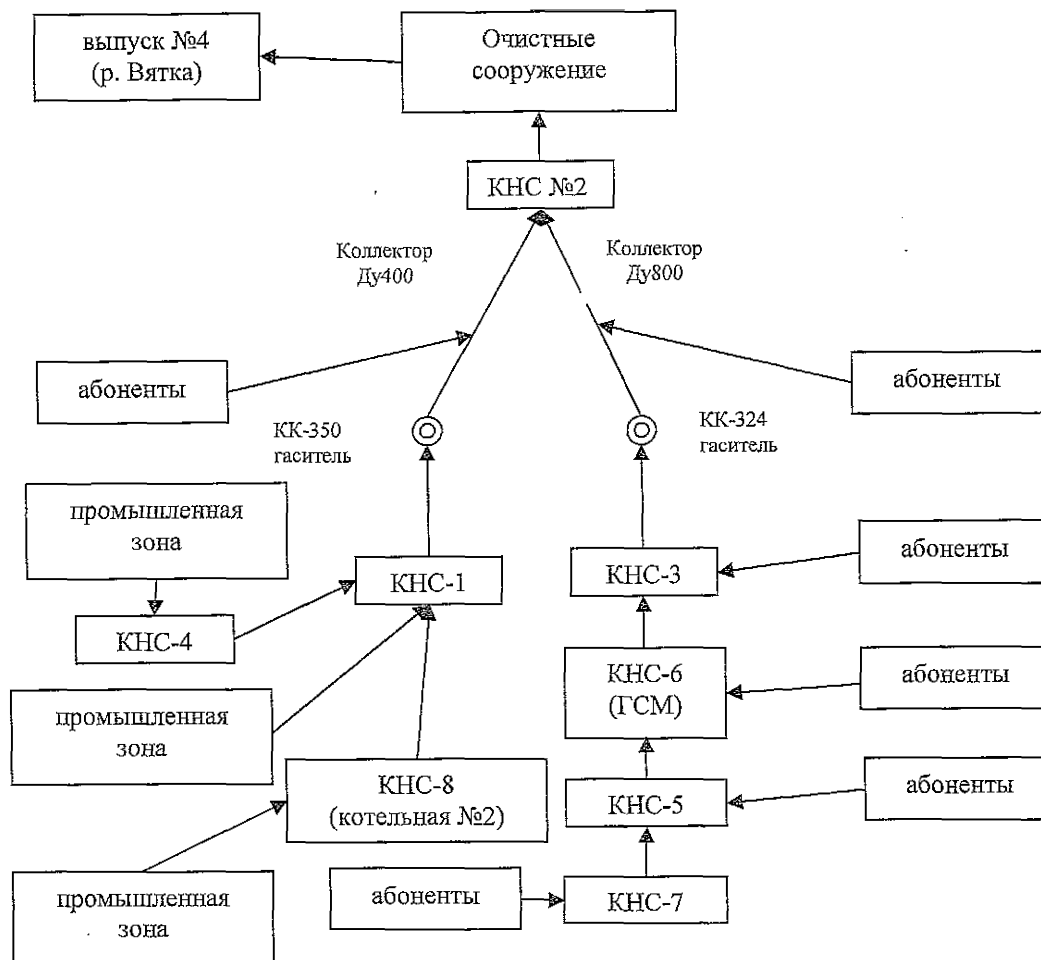 выпуск №4
(р. Вятка)
Очистные
сооружение
КНС №2
Коллектор
Ду400
Коллектор
Ду800
абоненты
абоненты
КК-350
гаситель
КК-324
гаситель
промышленная
зона
абоненты
КНС-1
КНС-3
КНС-4
КНС-6
(ГСМ)
абоненты
промышленная
зона
КНС-8
(котельная №2)
КНС-5
абоненты
абоненты
КНС-7
промышленная
зона